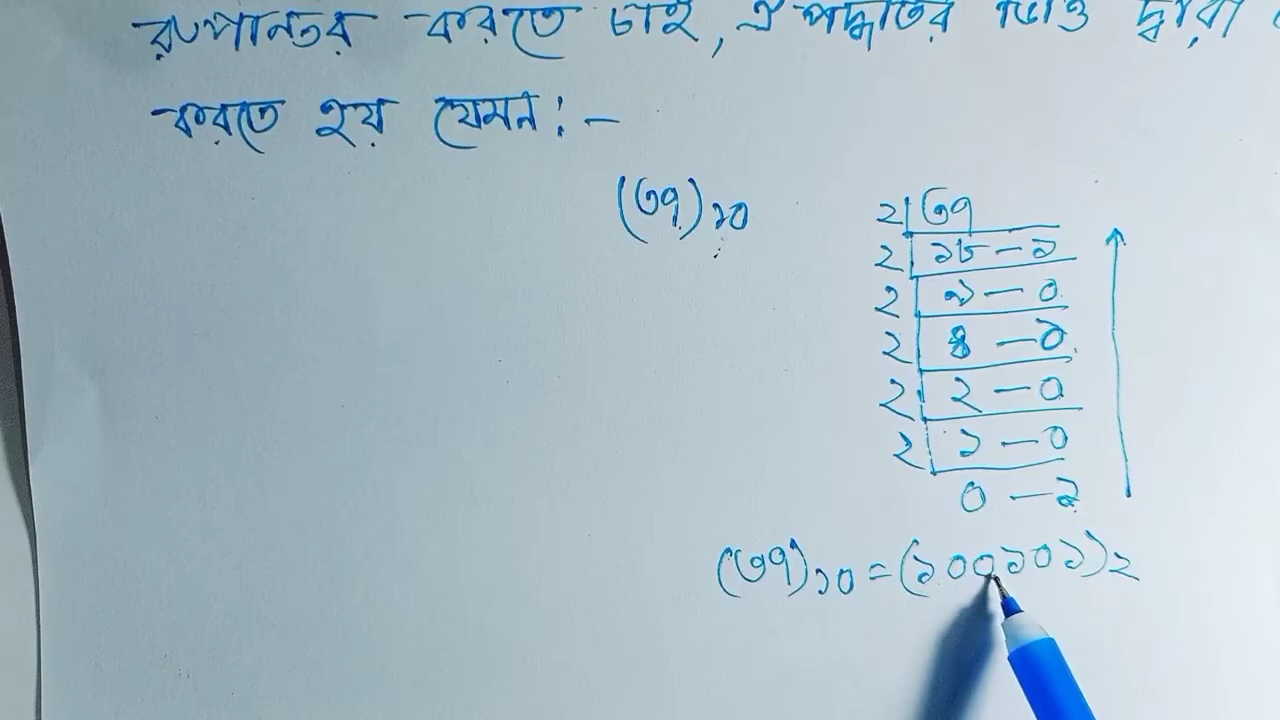 রূপান্তর করতে চাই, ঐ পদ্ধতির ভিত্তি দ্বারা
করতে হয় যেমন:-
(৩৭)১০
২|৩৭
২|১৮ – ১
২|৯ – ০
২|৪ – ১
২|২ – ০
২|১ – ০
০ – ১
(৩৭)১০ = (১০০১০১)২